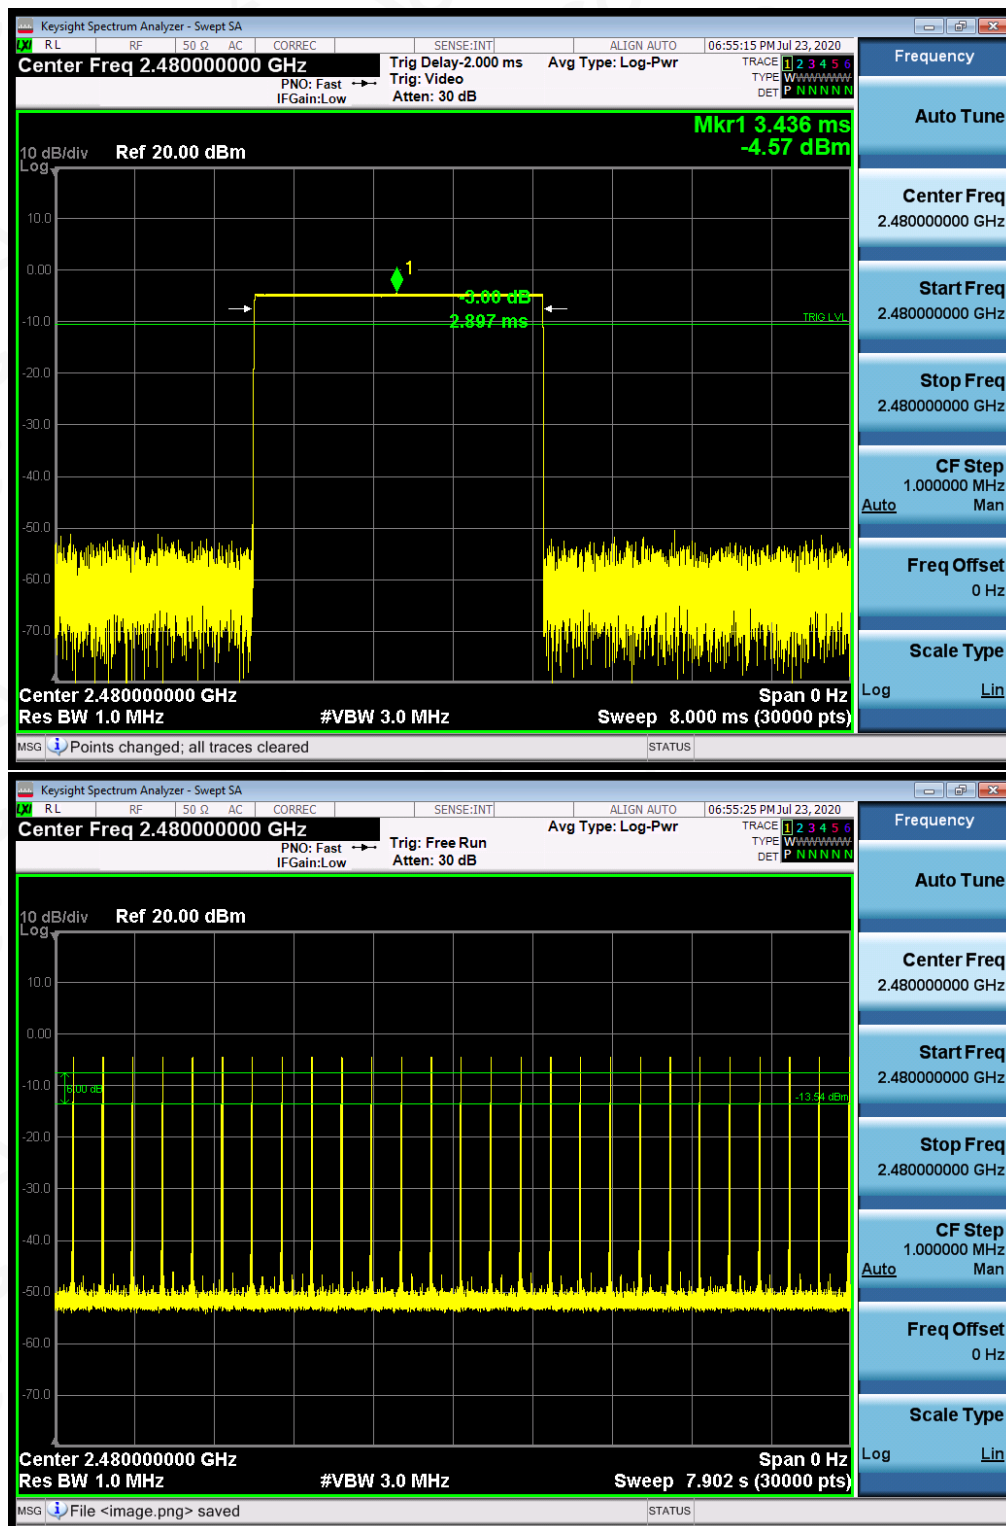 Keysight Spectrum Analyzer - Swept SA
LXI RL RF 50 Ω AC CORREC SENSE:INT ALIGN AUTO 06:55:15 PM Jul 23, 2020
Center Freq 2.480000000 GHz
PNO: Fast
IFGain:Low
Trig Delay-2.000 ms
Trig: Video
Atten: 30 dB
Avg Type: Log-Pwr
TRACE 1 2 3 4 5 6
TYPE WWWWWWW
DET P N N N N N
Mkr1 3.436 ms
-4.57 dBm
10 dB/div Ref 20.00 dBm
Log
10.0
0.00
-10.0
-20.0
-30.0
-40.0
-50.0
-60.0
-70.0
1
-3.00 dB
2.897 ms
TRIG LVL
Center 2.480000000 GHz Span 0 Hz
Res BW 1.0 MHz #VBW 3.0 MHz Sweep 8.000 ms (30000 pts)
MSG Points changed; all traces cleared STATUS
Frequency
Auto Tune
Center Freq
2.480000000 GHz
Start Freq
2.480000000 GHz
Stop Freq
2.480000000 GHz
CF Step
1.000000 MHz
Auto Man
Freq Offset
0 Hz
Scale Type
Log Lin
Keysight Spectrum Analyzer - Swept SA
LXI RL RF 50 Ω AC CORREC SENSE:INT ALIGN AUTO 06:55:25 PM Jul 23, 2020
Center Freq 2.480000000 GHz
PNO: Fast
IFGain:Low
Trig: Free Run
Atten: 30 dB
Avg Type: Log-Pwr
TRACE 1 2 3 4 5 6
TYPE WWWWWWW
DET P N N N N N
10 dB/div Ref 20.00 dBm
Log
10.0
0.00
-10.0
-20.0
-30.0
-40.0
-50.0
-60.0
-70.0
6.00 dB
-13.54 dBm
Center 2.480000000 GHz Span 0 Hz
Res BW 1.0 MHz #VBW 3.0 MHz Sweep 7.902 s (30000 pts)
MSG File <image.png> saved STATUS
Frequency
Auto Tune
Center Freq
2.480000000 GHz
Start Freq
2.480000000 GHz
Stop Freq
2.480000000 GHz
CF Step
1.000000 MHz
Auto Man
Freq Offset
0 Hz
Scale Type
Log Lin